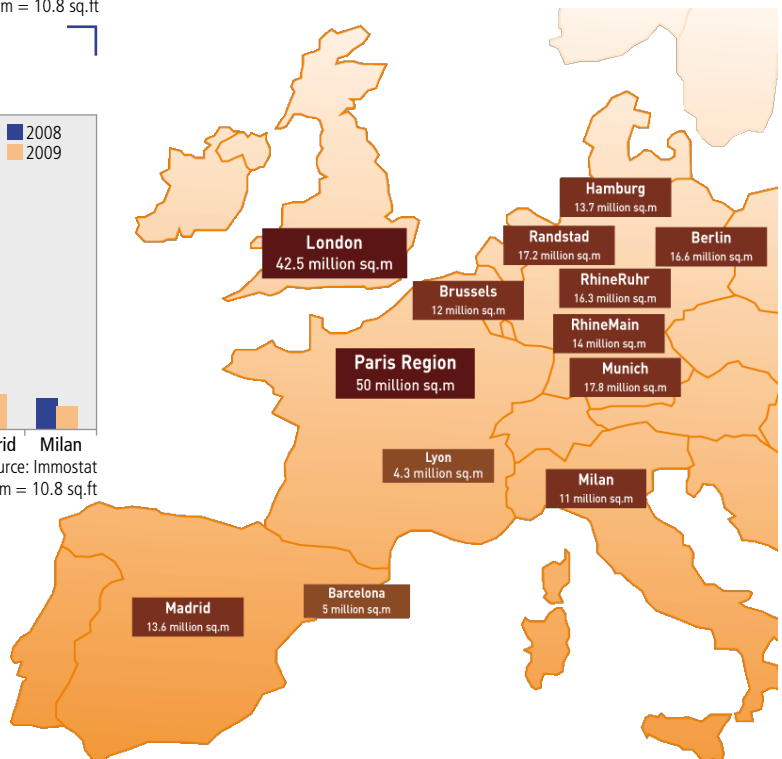 m = 10.8 sq.ft
2008
2009
rid Milan
urce: Immostat
m = 10.8 sq.ft
Hamburg
13.7 million sq.m
Randstad
17.2 million sq.m
Berlin
16.6 million sq.m
London
42.5 million sq.m
RhineRuhr
16.3 million sq.m
Brussels
12 million sq.m
RhineMain
14 million sq.m
Paris Region
50 million sq.m
Munich
17.8 million sq.m
Lyon
4.3 million sq.m
Milan
11 million sq.m
Barcelona
5 million sq.m
Madrid
13.6 million sq.m